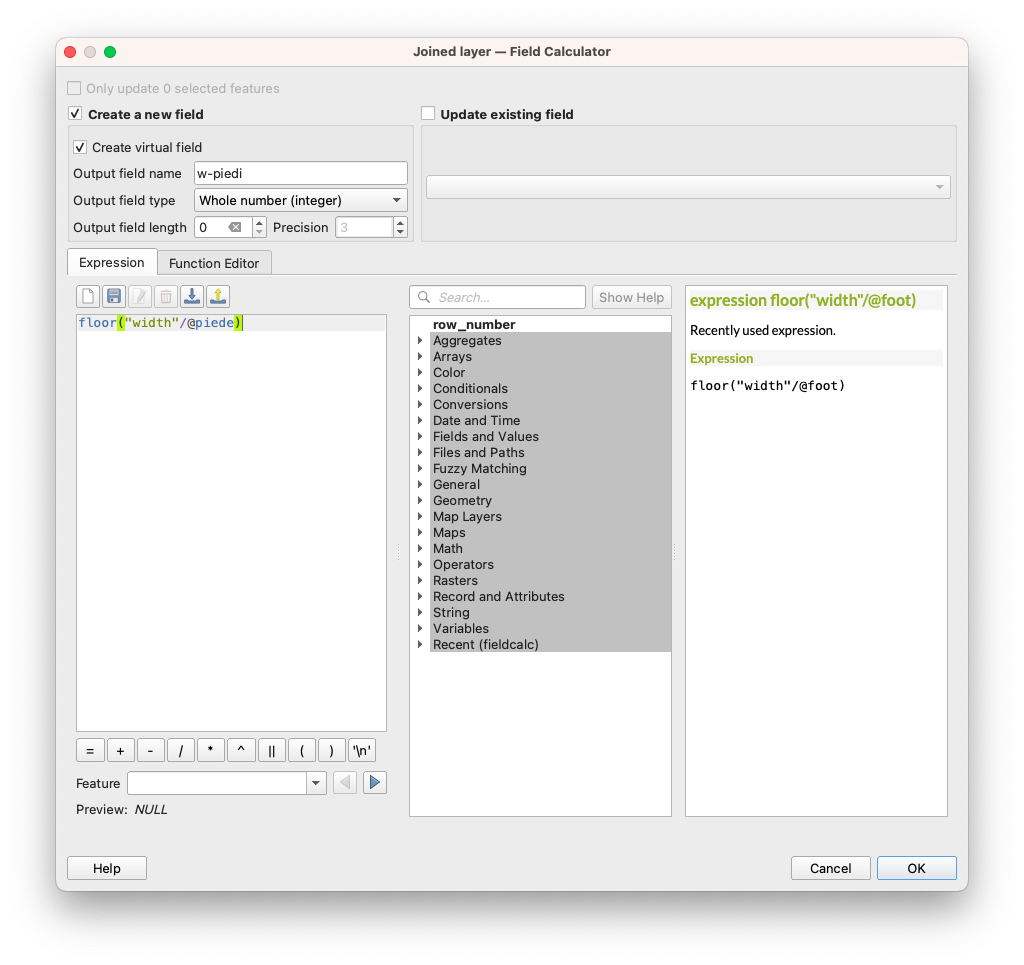 Joined layer — Field Calculator
Only update 0 selected features
Create a new field
Update existing field
Create virtual field
Output field name w-piedi
Output field type Whole number (integer)
Output field length 0 Precision 3
Expression Function Editor
Search... Show Help
floor("width"/@piede)
row_number
Aggregates
Arrays
Color
Conditionals
Conversions
Date and Time
Fields and Values
Files and Paths
Fuzzy Matching
General
Geometry
Map Layers
Maps
Math
Operators
Rasters
Record and Attributes
String
Variables
Recent (fieldcalc)
expression floor("width"/@foot)
Recently used expression.
Expression
floor("width"/@foot)
= + - / * ^ || ( ) '\n'
Feature
Preview: NULL
Help Cancel OK